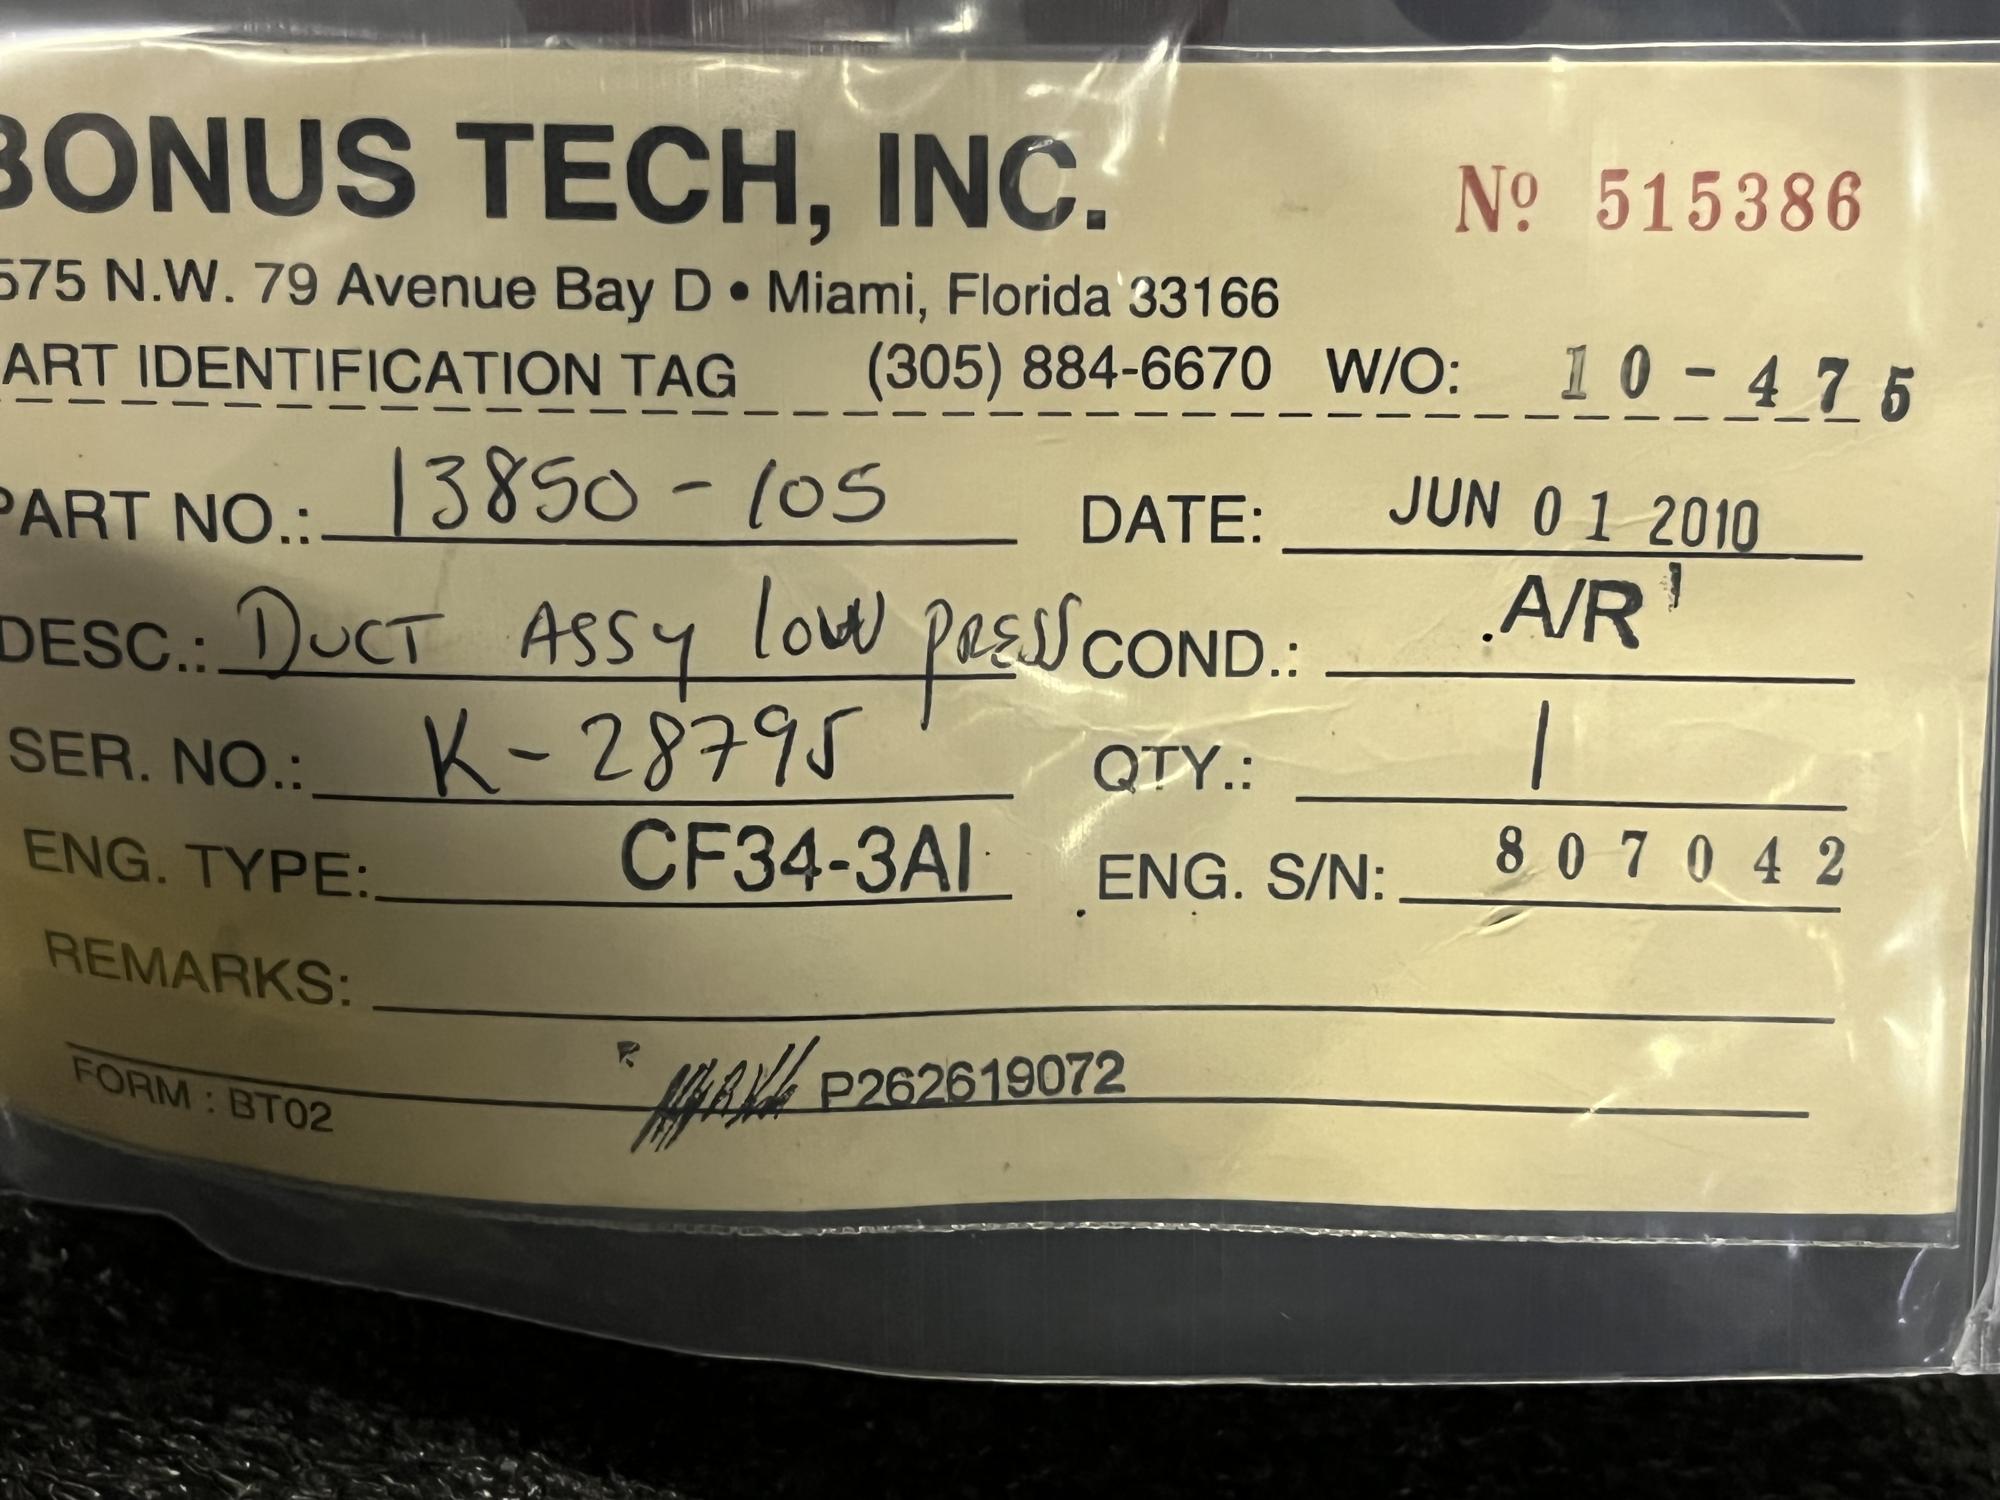 BONUS TECH, INC. Nº 515386
575 N.W. 79 Avenue Bay D • Miami, Florida 33166
ART IDENTIFICATION TAG (305) 884-6670 W/O: 10-475
PART NO.: 13850-105 DATE: JUN 01 2010
DESC.: DUCT ASSY low press COND.: A/R
SER. NO.: K-28795 QTY.: 1
ENG. TYPE: CF34-3A1 ENG. S/N: 807042
REMARKS:
P262619072
FORM : BT02